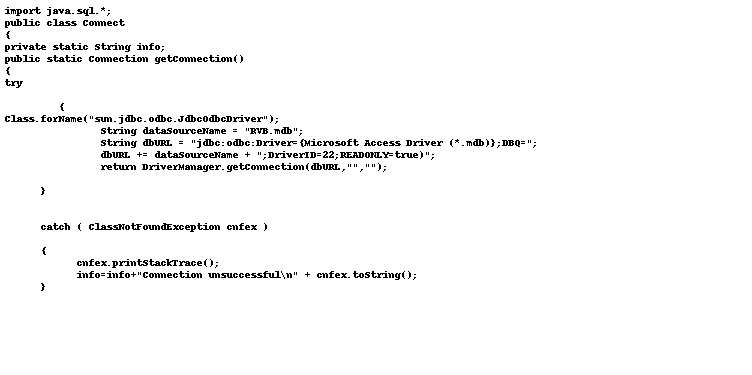 import java.sql.*;
public class Connect
{
private static String info;
public static Connection getConnection()
{
try
{
Class.forName("sun.jdbc.odbc.JdbcOdbcDriver");
String dataSourceName = "RVB.mdb";
String dbURL = "jdbc:odbc:Driver={Microsoft Access Driver (*.mdb)};DBQ=";
dbURL += dataSourceName + ";DriverID=22;READONLY=true)";
return DriverManager.getConnection(dbURL,"","");
}
catch ( ClassNotFoundException cnfex )
{
cnfex.printStackTrace();
info=info+"Connection unsuccessful\n" + cnfex.toString();
}